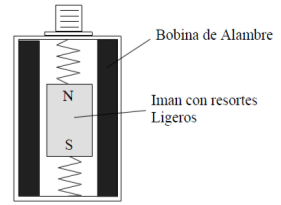 Bobina de Alambre
N
Iman con resortes
Ligeros
S